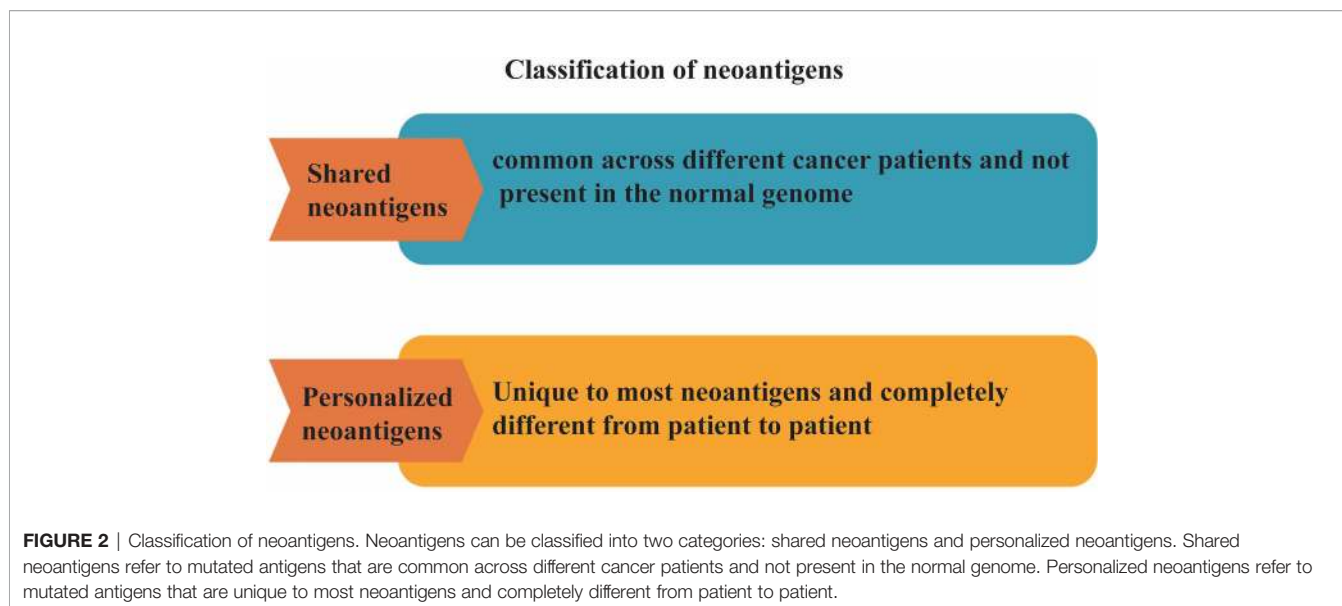 Classification of neoantigens
Shared
neoantigens
common across different cancer patients and not
present in the normal genome
Personalized
neoantigens
Unique to most neoantigens and completely
different from patient to patient
FIGURE 2 | Classification of neoantigens. Neoantigens can be classified into two categories: shared neoantigens and personalized neoantigens. Shared
neoantigens refer to mutated antigens that are common across different cancer patients and not present in the normal genome. Personalized neoantigens refer to
mutated antigens that are unique to most neoantigens and completely different from patient to patient.